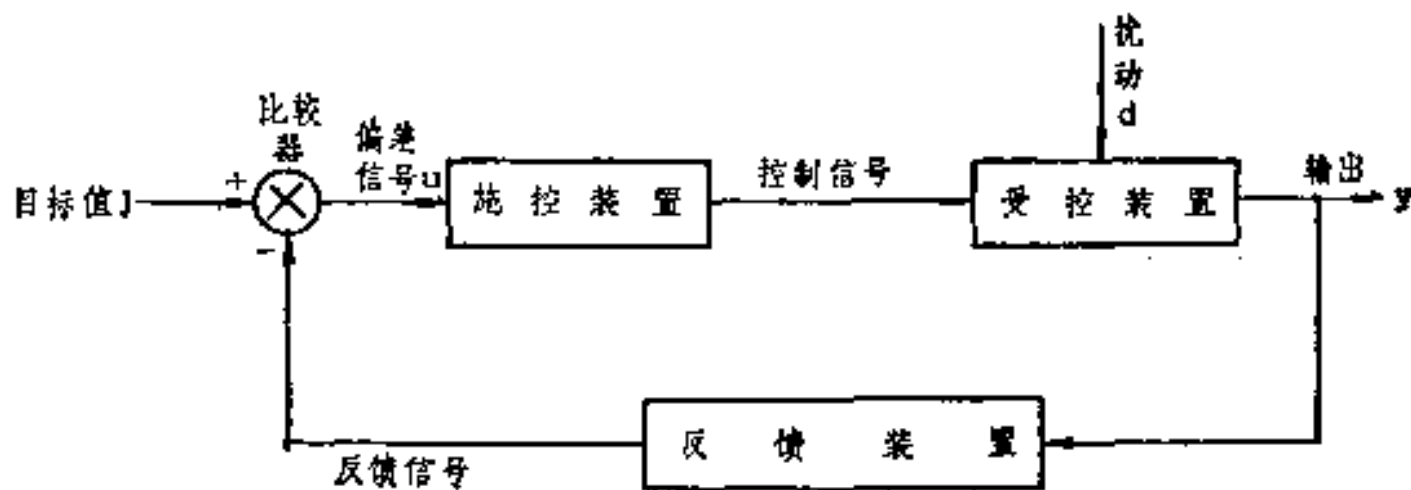 扰
动
d
比较
器
偏差
信号u
控制信号
输出
目标值J
+
施控装置
受控装置
y
-
反馈装置
反馈信号